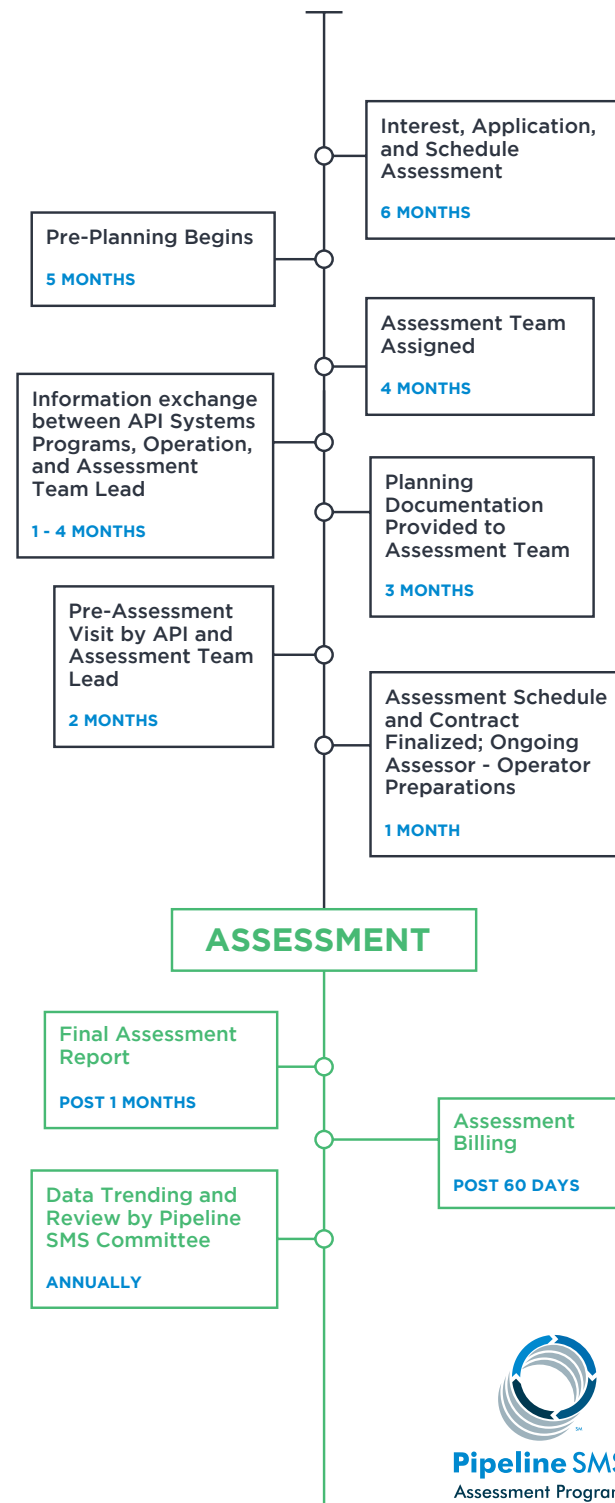 Interest, Application,
and Schedule
Assessment
6 MONTHS
Pre-Planning Begins
5 MONTHS
Assessment Team
Assigned
4 MONTHS
Information exchange
between API Systems
Programs, Operation,
and Assessment
Team Lead
1 - 4 MONTHS
Planning
Documentation
Provided to
Assessment Team
3 MONTHS
Pre-Assessment
Visit by API and
Assessment Team
Lead
2 MONTHS
Assessment Schedule
and Contract
Finalized; Ongoing
Assessor - Operator
Preparations
1 MONTH
ASSESSMENT
Final Assessment
Report
POST 1 MONTHS
Assessment
Billing
POST 60 DAYS
Data Trending and
Review by Pipeline
SMS Committee
ANNUALLY
SM
Pipeline SMS
Assessment Program